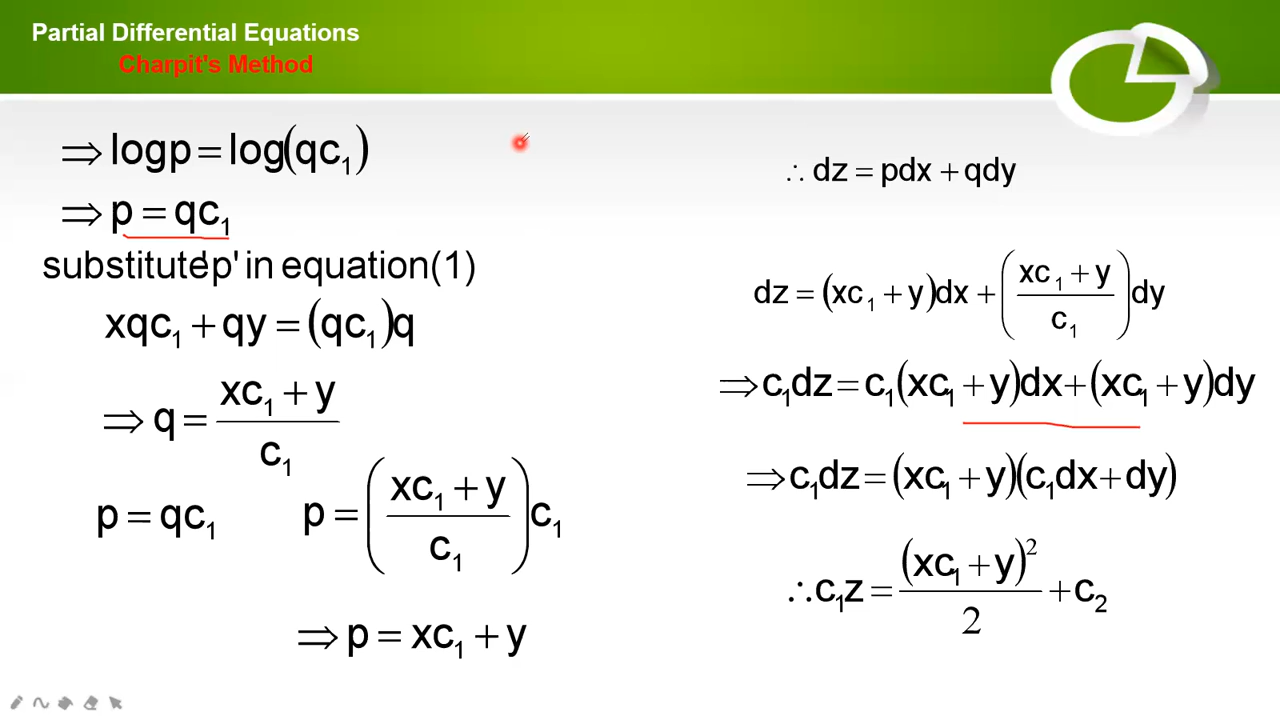 Partial Differential Equations
Charpit's Method
⇒ logp = log(qc₁)
⇒ p = qc₁
substitute'p' in equation(1)
xqc₁ + qy = (qc₁)q
⇒ q = (xc₁ + y)/c₁
p = qc₁
p = ((xc₁ + y)/c₁)c₁
⇒ p = xc₁ + y
∴ dz = pdx + qdy
dz = (xc₁ + y)dx + ((xc₁ + y)/c₁)dy
⇒ c₁dz = c₁(xc₁ + y)dx + (xc₁ + y)dy
⇒ c₁dz = (xc₁ + y)(c₁dx + dy)
∴ c₁z = (xc₁ + y)²/2 + c₂